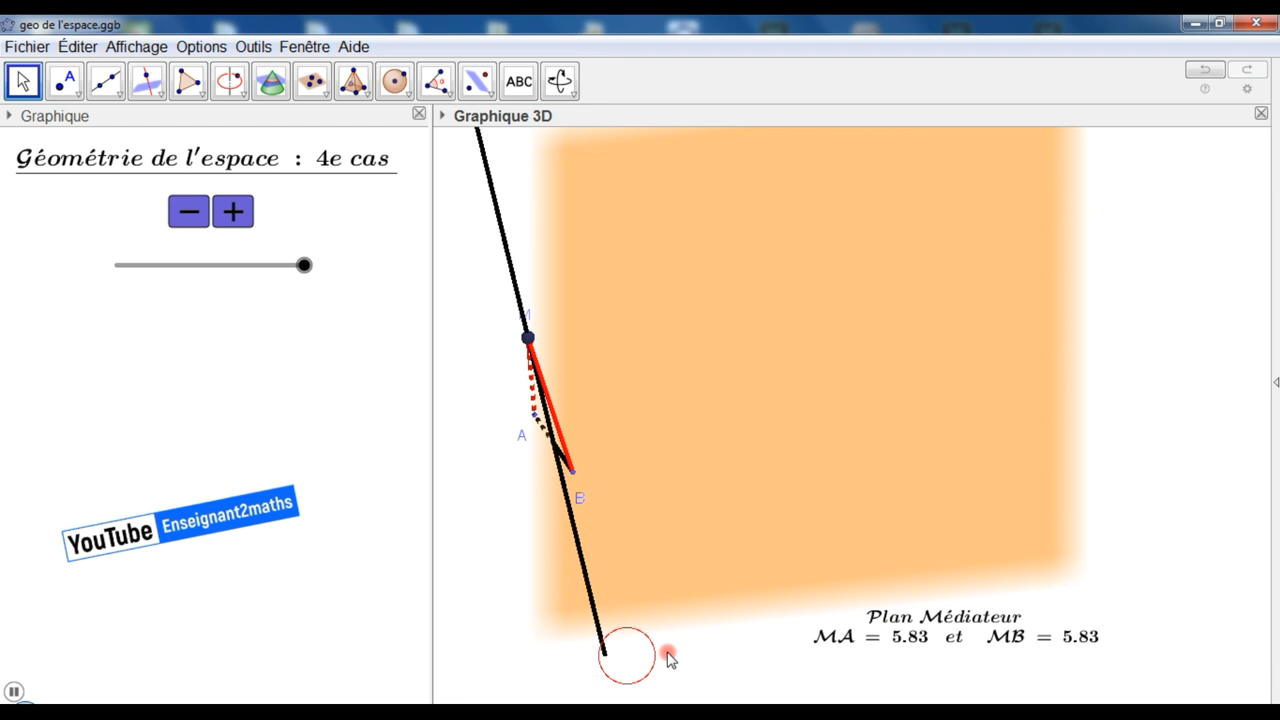 geo de l'espace.ggb
Fichier Éditer Affichage Options Outils Fenêtre Aide
ABC
Graphique
Graphique 3D
Géométrie de l'espace : 4e cas
M
A
B
YouTube Enseignant2maths
Plan Médiateur
MA = 5.83 et MB = 5.83